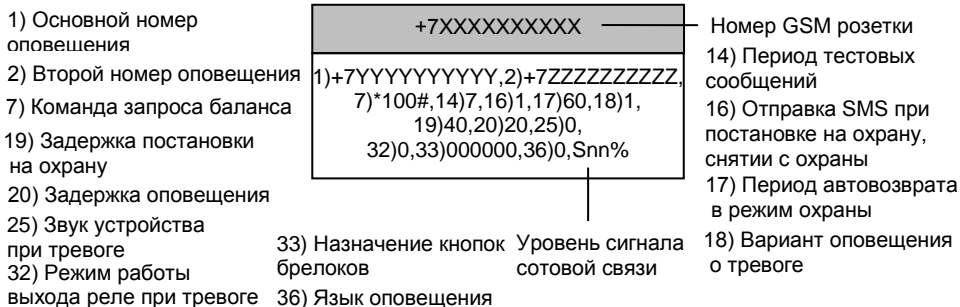 1) Основной номер
оповещения
2) Второй номер оповещения
7) Команда запроса баланса
19) Задержка постановки
на охрану
20) Задержка оповещения
25) Звук устройства
при тревоге
32) Режим работы
выхода реле при тревоге
+7XXXXXXXXXX
1)+7YYYYYYYYYY,2)+7ZZZZZZZZZZ,
7)*100#,14)7,16)1,17)60,18)1,
19)40,20)20,25)0,
32)0,33)000000,36)0,Snn%
33) Назначение кнопок
брелоков
36) Язык оповещения
Уровень сигнала
сотовой связи
Номер GSM розетки
14) Период тестовых
сообщений
16) Отправка SMS при
постановке на охрану,
снятии с охраны
17) Период автовозврата
в режим охраны
18) Вариант оповещения
о тревоге